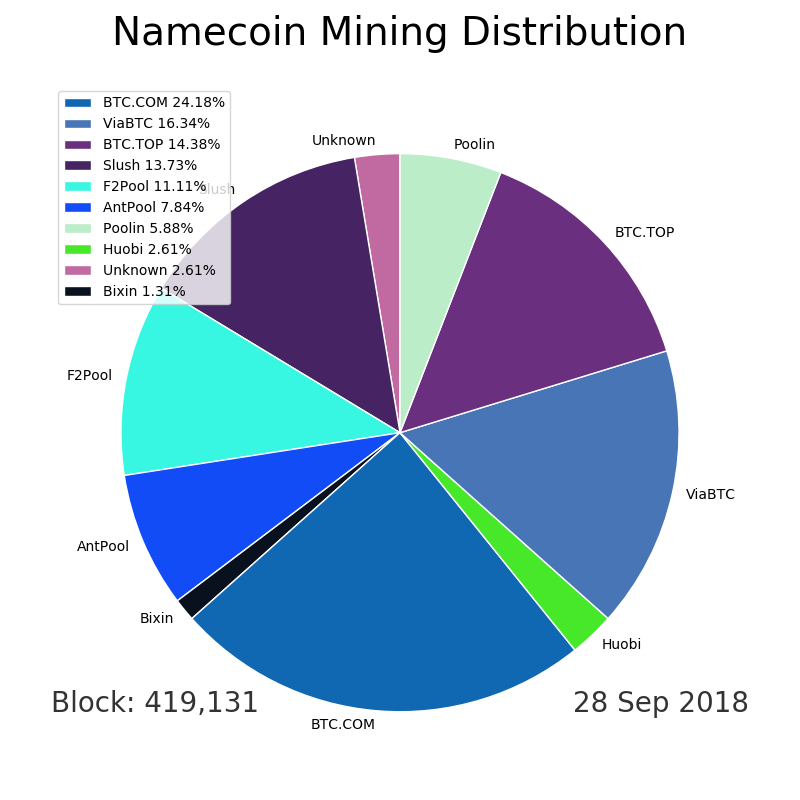 Namecoin Mining Distribution
BTC.COM 24.18%
ViaBTC 16.34%
BTC.TOP 14.38%
Slush 13.73%
F2Pool 11.11%
AntPool 7.84%
Poolin 5.88%
Huobi 2.61%
Unknown 2.61%
Bixin 1.31%
Unknown
Poolin
Slush
BTC.TOP
F2Pool
ViaBTC
AntPool
Bixin
Huobi
Block: 419,131
28 Sep 2018
BTC.COM